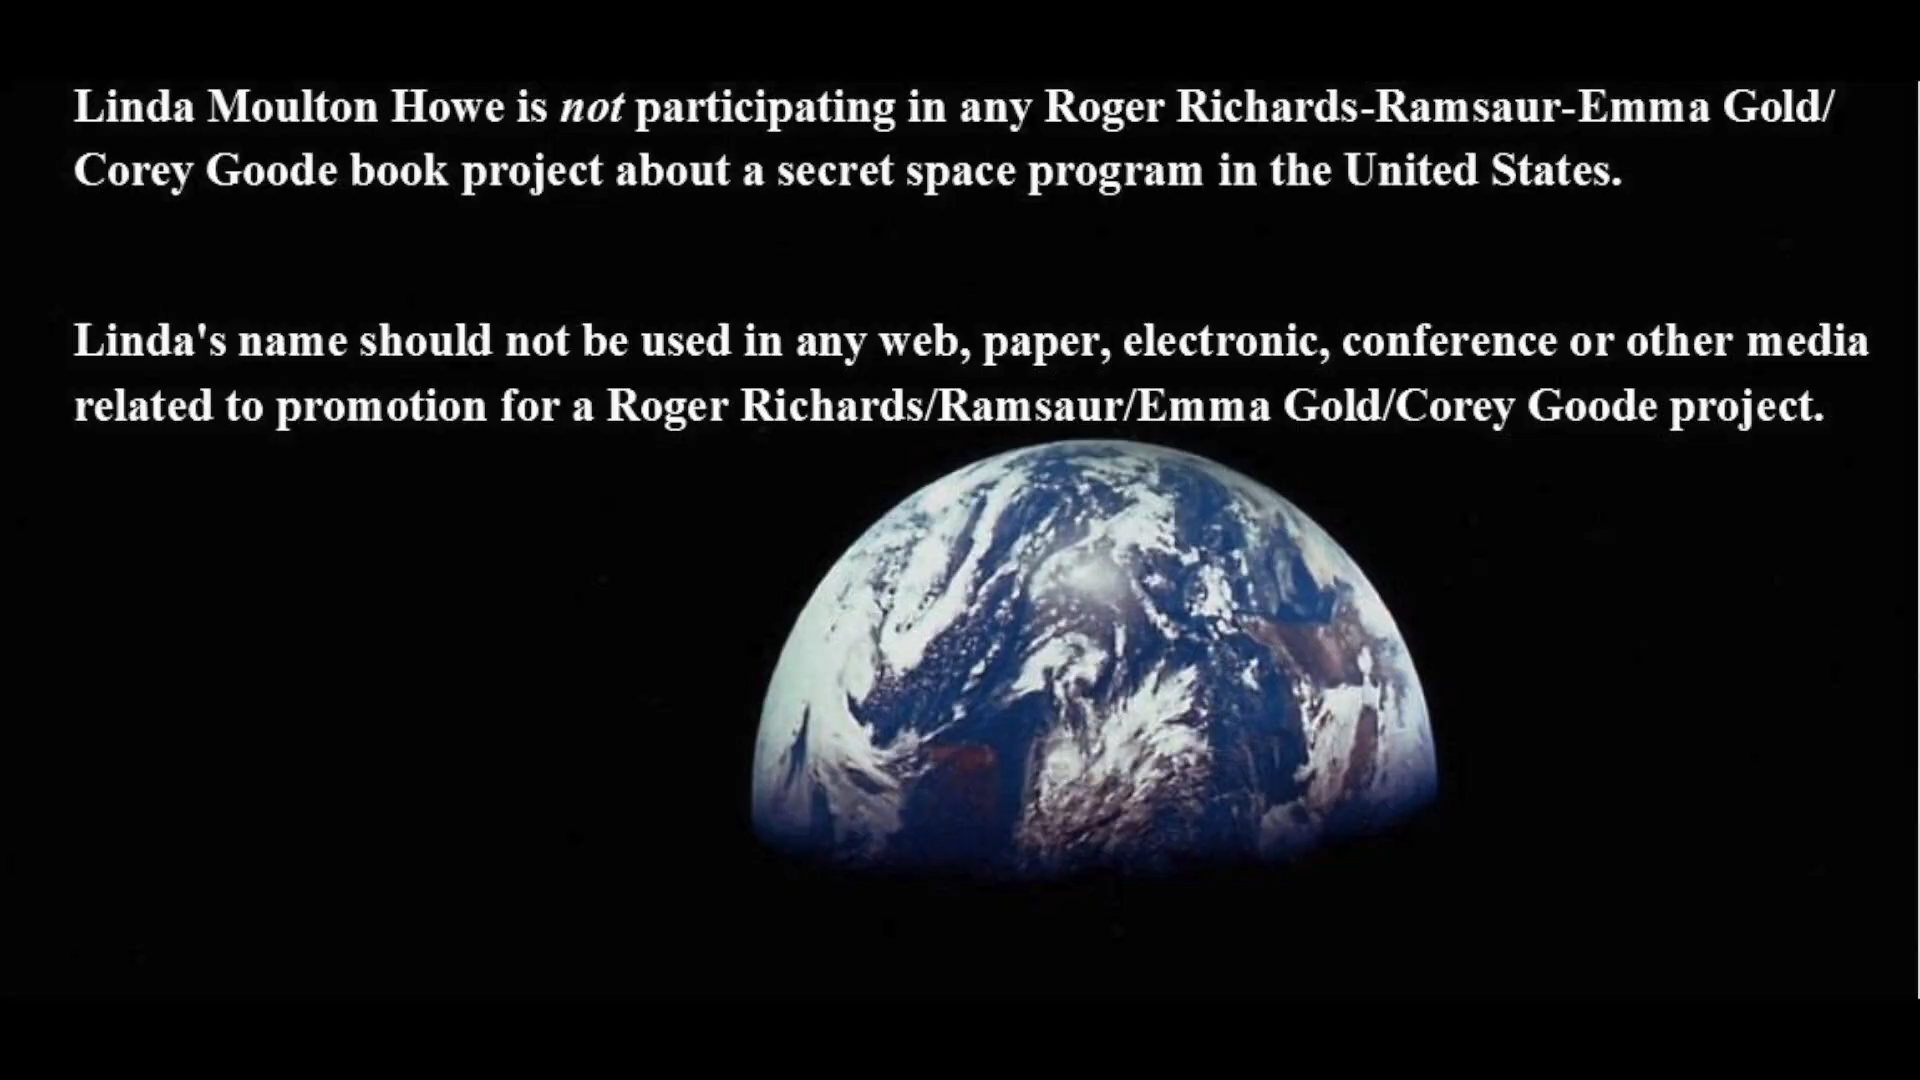 Linda Moulton Howe is not participating in any Roger Richards-Ramsaur-Emma Gold/
Corey Goode book project about a secret space program in the United States.
Linda's name should not be used in any web, paper, electronic, conference or other media
related to promotion for a Roger Richards/Ramsaur/Emma Gold/Corey Goode project.